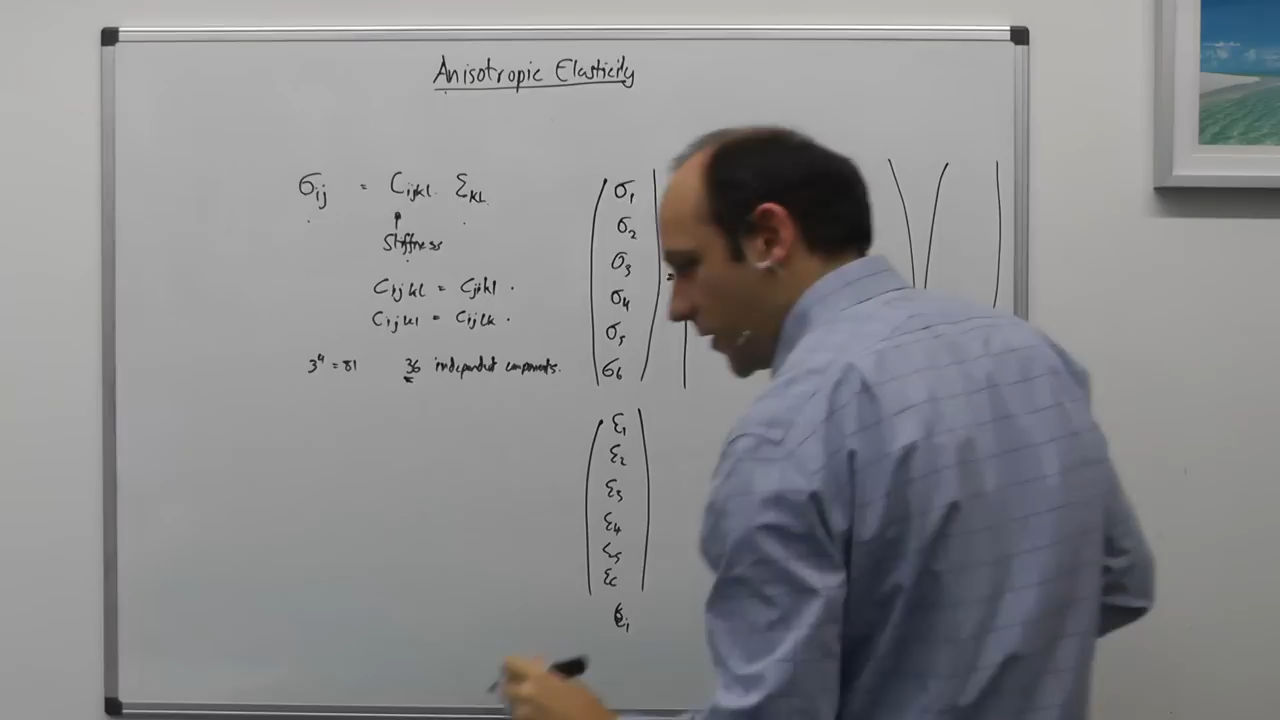 Anisotropic Elasticity
σij = Cijkl εkl
Stiffness
Cijkl = Cjikl .
Cijkl = Cijlk .
3⁴ = 81 36 independent components.
σ1
σ2
σ3
σ4
σ5
σ6
=
ε1
ε2
ε3
ε4
ε5
ε6